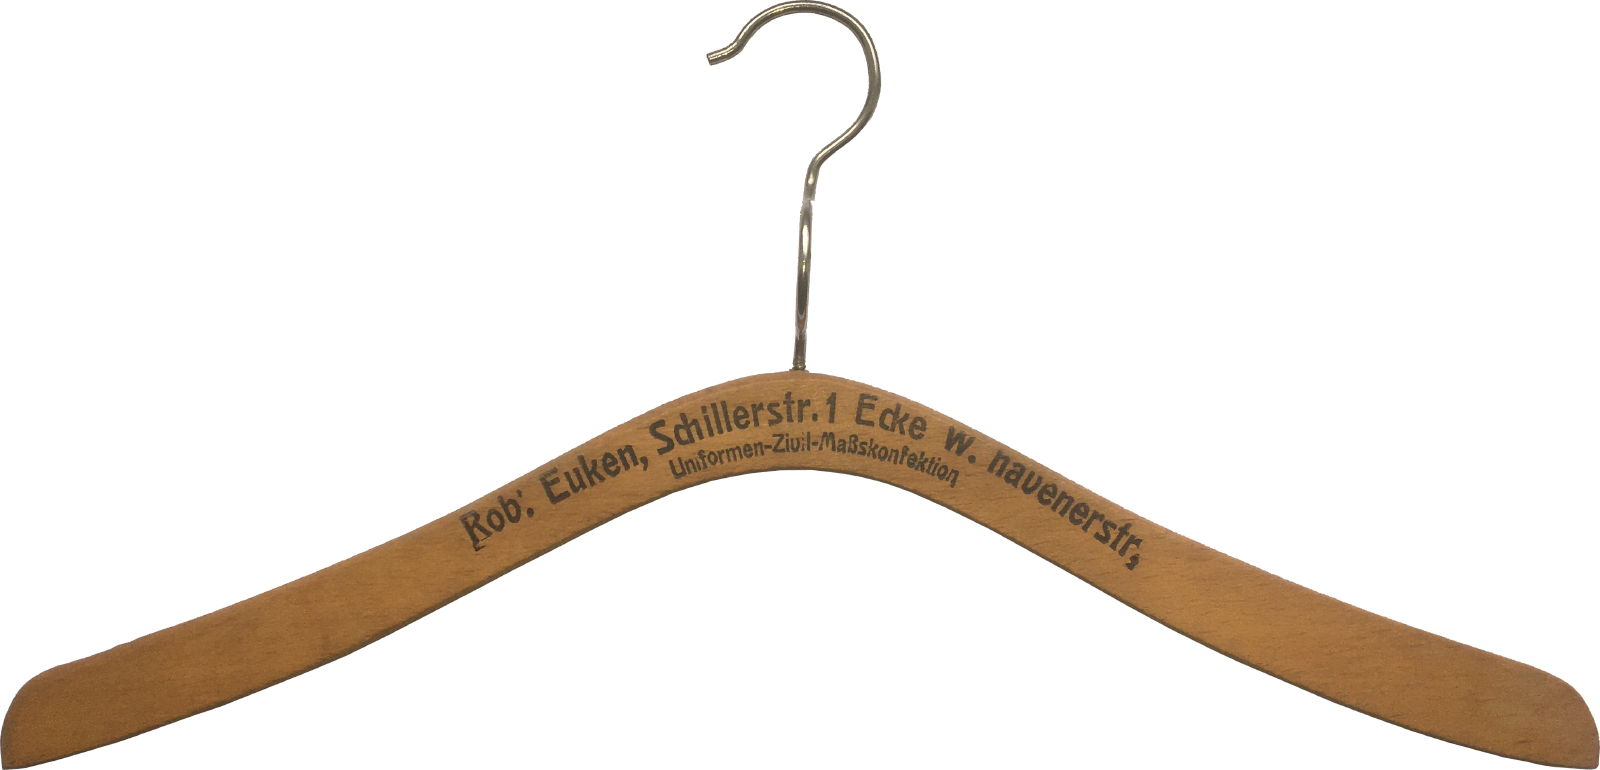 Rob. Euken, Schillerstr. 1 Ecke W. havenerstr,
Uniformen-Zivil-Maßkonfektion